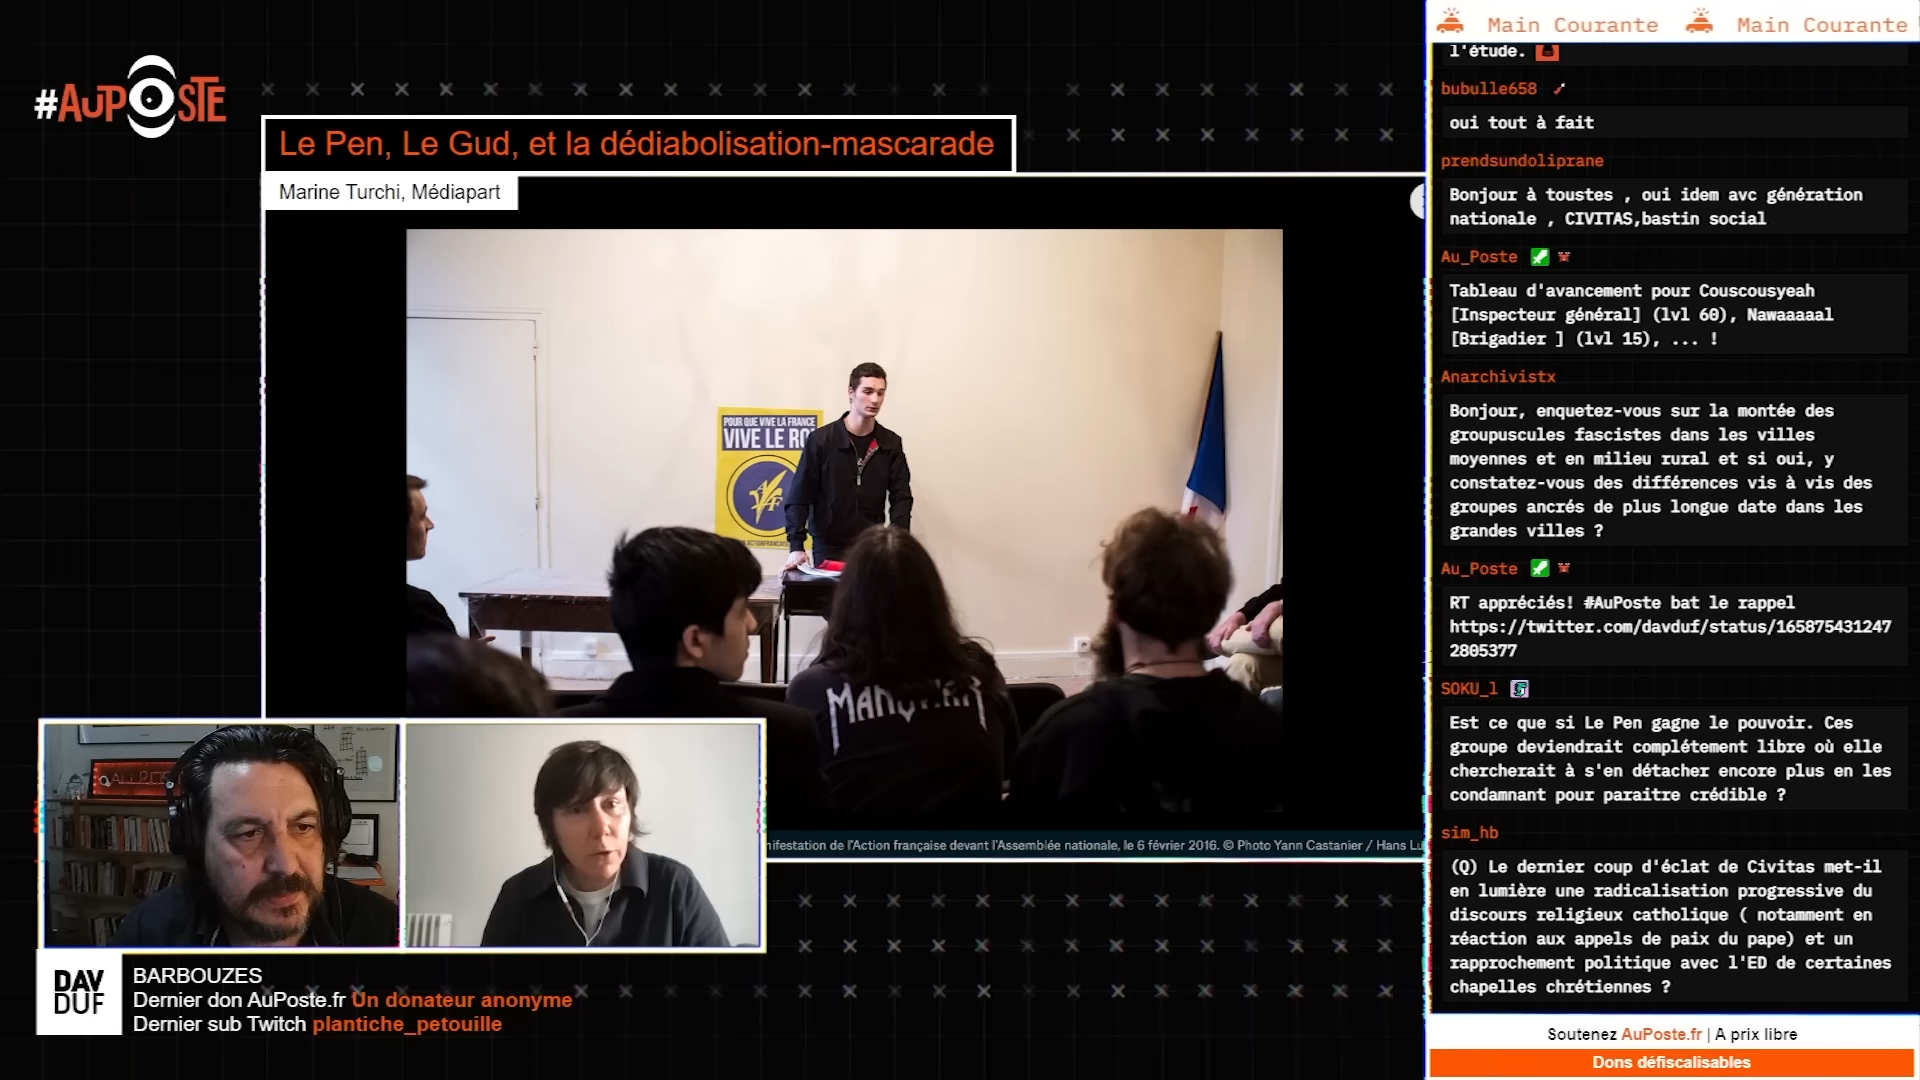 #AUPOSTE
Le Pen, Le Gud, et la dédiabolisation-mascarade
Marine Turchi, Médiapart
POUR QUE VIVE LA FRANCE
VIVE LE ROI
AF
MANOWAR
nifestation de l'Action française devant l'Assemblée nationale, le 6 février 2016. © Photo Yann Castanier / Hans Lu
DAV
DUF
BARBOUZES
Dernier don AuPoste.fr Un donateur anonyme
Dernier sub Twitch plantiche_petouille
Main Courante Main Courante
l'étude.
bubulle658
oui tout à fait
prendsundoliprane
Bonjour à toustes , oui idem avc génération
nationale , CIVITAS,bastin social
Au_Poste
Tableau d'avancement pour Couscousyeah
[Inspecteur général] (lvl 60), Nawaaaaal
[Brigadier ] (lvl 15), ... !
Anarchivistx
Bonjour, enquetez-vous sur la montée des
groupuscules fascistes dans les villes
moyennes et en milieu rural et si oui, y
constatez-vous des différences vis à vis des
groupes ancrés de plus longue date dans les
grandes villes ?
Au_Poste
RT appréciés! #AuPoste bat le rappel
https://twitter.com/davduf/status/165875431247
2805377
SOKU_l
Est ce que si Le Pen gagne le pouvoir. Ces
groupe deviendrait complétement libre où elle
chercherait à s'en détacher encore plus en les
condamnant pour paraitre crédible ?
sim_hb
(Q) Le dernier coup d'éclat de Civitas met-il
en lumière une radicalisation progressive du
discours religieux catholique ( notamment en
réaction aux appels de paix du pape) et un
rapprochement politique avec l'ED de certaines
chapelles chrétiennes ?
Soutenez AuPoste.fr | A prix libre
Dons défiscalisables